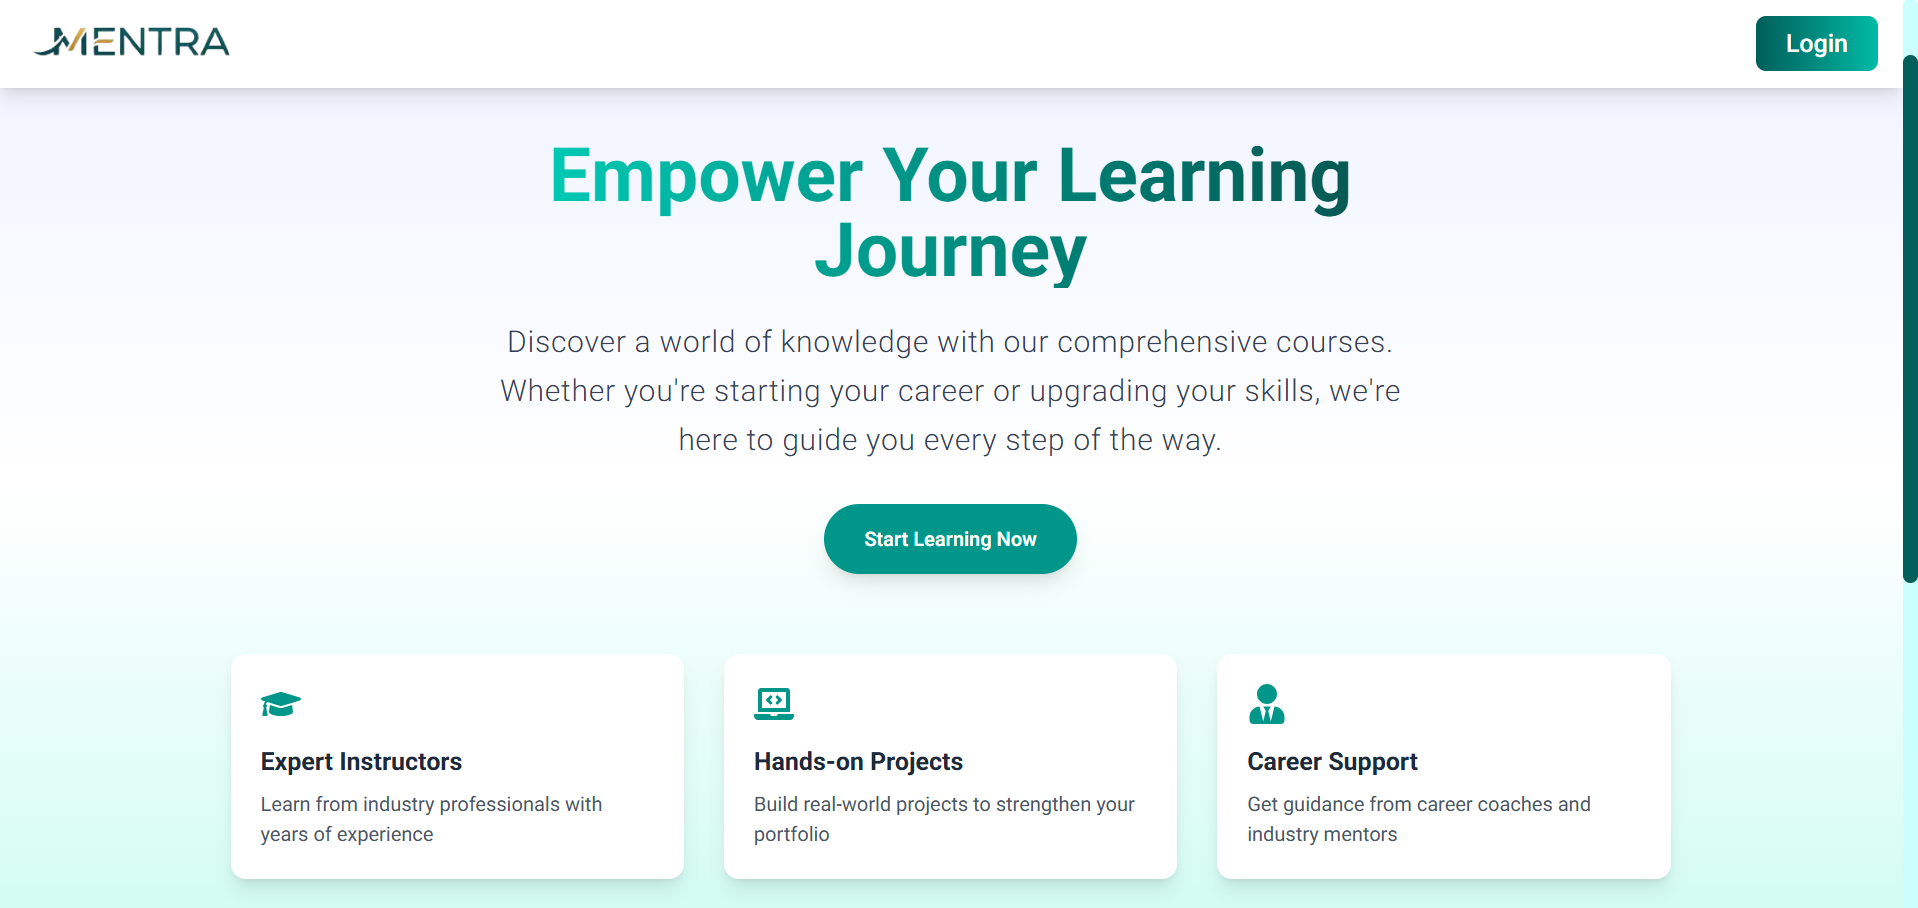 MENTRA
Login
Empower Your Learning
Journey
Discover a world of knowledge with our comprehensive courses.
Whether you're starting your career or upgrading your skills, we're
here to guide you every step of the way.
Start Learning Now
Expert Instructors
Learn from industry professionals with
years of experience
Hands-on Projects
Build real-world projects to strengthen your
portfolio
Career Support
Get guidance from career coaches and
industry mentors